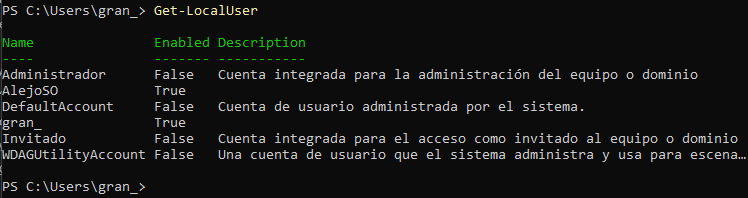 PS C:\Users\gran_> Get-LocalUser
Name Enabled Description
---- ------- -----------
Administrador False Cuenta integrada para la administración del equipo o dominio
AlejoSO True
DefaultAccount False Cuenta de usuario administrada por el sistema.
gran_ True
Invitado False Cuenta integrada para el acceso como invitado al equipo o dominio
WDAGUtilityAccount False Una cuenta de usuario que el sistema administra y usa para escena…
PS C:\Users\gran_>